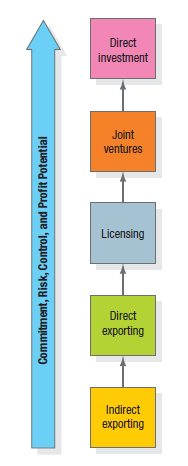 Commitment, Risk, Control, and Profit Potential
Direct
investment
Joint
ventures
Licensing
Direct
exporting
Indirect
exporting